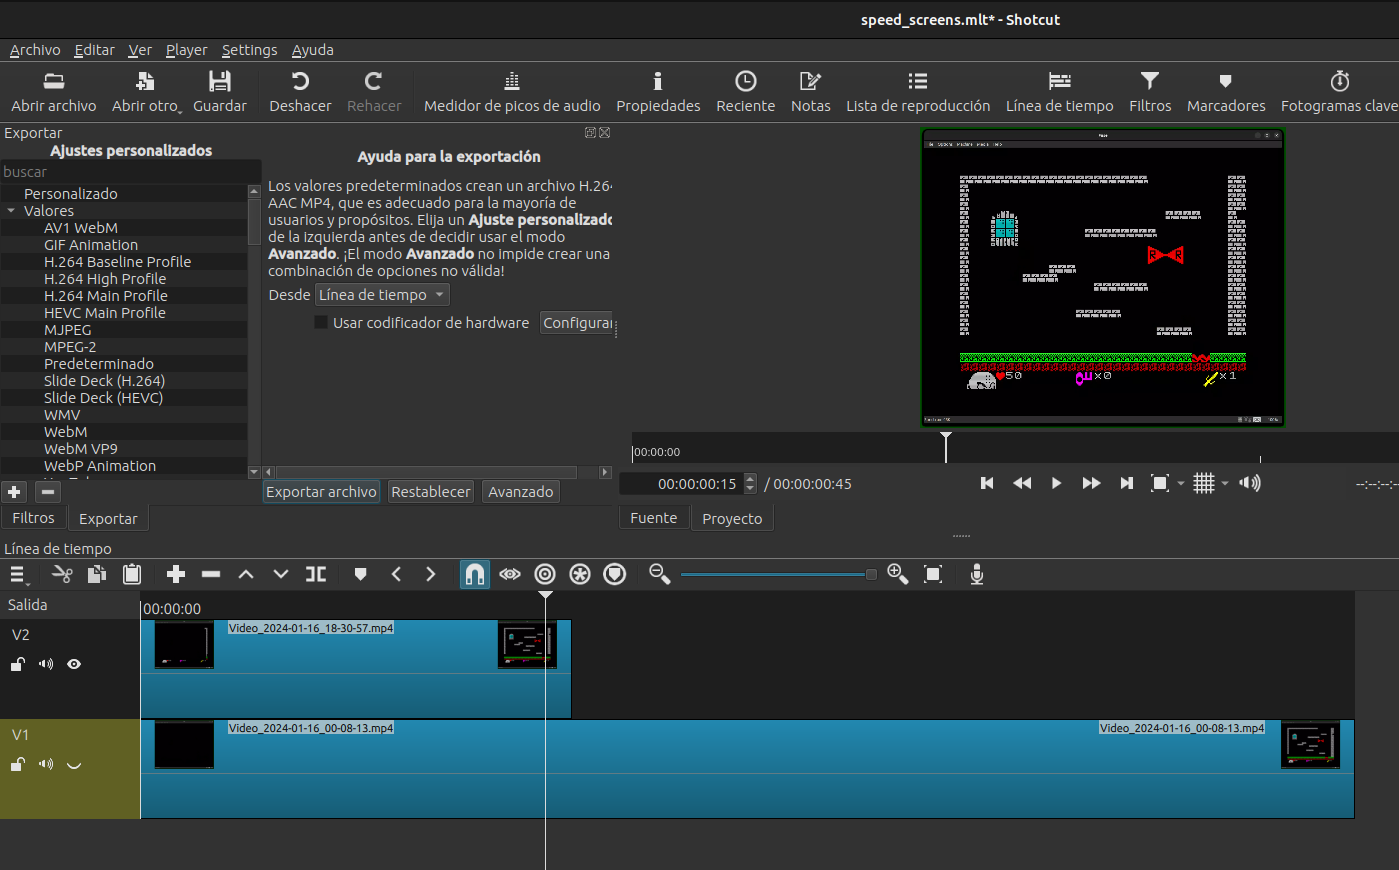 speed_screens.mlt* - Shotcut
Archivo Editar Ver Player Settings Ayuda
Abrir archivo Abrir otro Guardar Deshacer Rehacer Medidor de picos de audio Propiedades Reciente Notas Lista de reproducción Línea de tiempo Filtros Marcadores Fotogramas clave
Exportar
Ajustes personalizados
buscar
Personalizado
Valores
AV1 WebM
GIF Animation
H.264 Baseline Profile
H.264 High Profile
H.264 Main Profile
HEVC Main Profile
MJPEG
MPEG-2
Predeterminado
Slide Deck (H.264)
Slide Deck (HEVC)
WMV
WebM
WebM VP9
WebP Animation
Ayuda para la exportación
Los valores predeterminados crean un archivo H.264
AAC MP4, que es adecuado para la mayoría de
usuarios y propósitos. Elija un Ajuste personalizado
de la izquierda antes de decidir usar el modo
Avanzado. ¡El modo Avanzado no impide crear una
combinación de opciones no válida!
Desde Línea de tiempo
Usar codificador de hardware Configurar
Exportar archivo Restablecer Avanzado
Filtros Exportar
Options Machine Media Help
50 x0 x1
00:00:00
00:00:00:15 / 00:00:00:45 --:--:--:-
Fuente Proyecto
Línea de tiempo
Salida
00:00:00
V2
Video_2024-01-16_18-30-57.mp4
V1
Video_2024-01-16_00-08-13.mp4 Video_2024-01-16_00-08-13.mp4